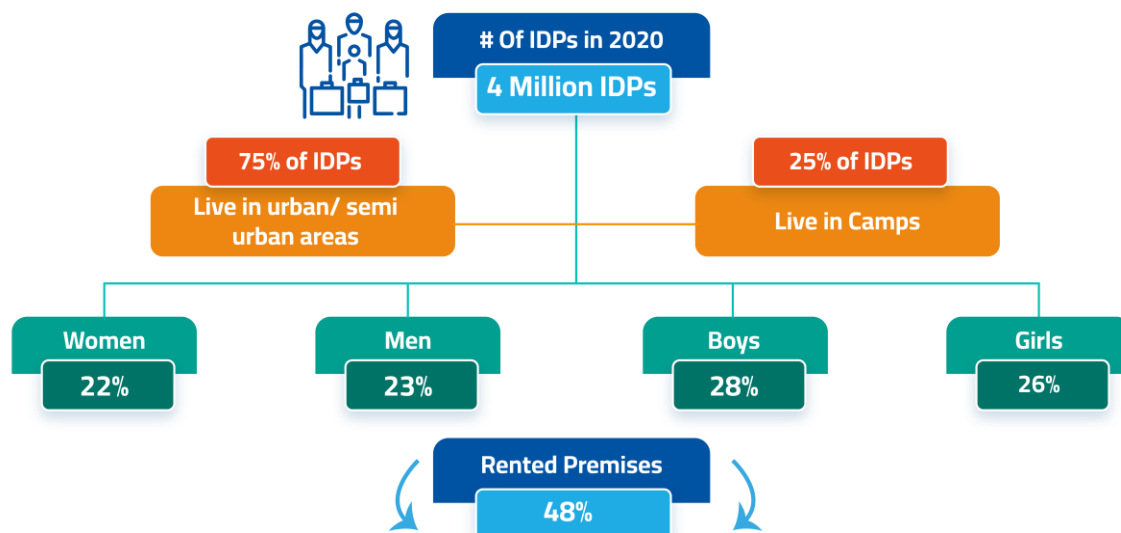 # Of IDPs in 2020
4 Million IDPs
75% of IDPs
Live in urban/ semi
urban areas
25% of IDPs
Live in Camps
Women
22%
Men
23%
Boys
28%
Girls
26%
Rented Premises
48%